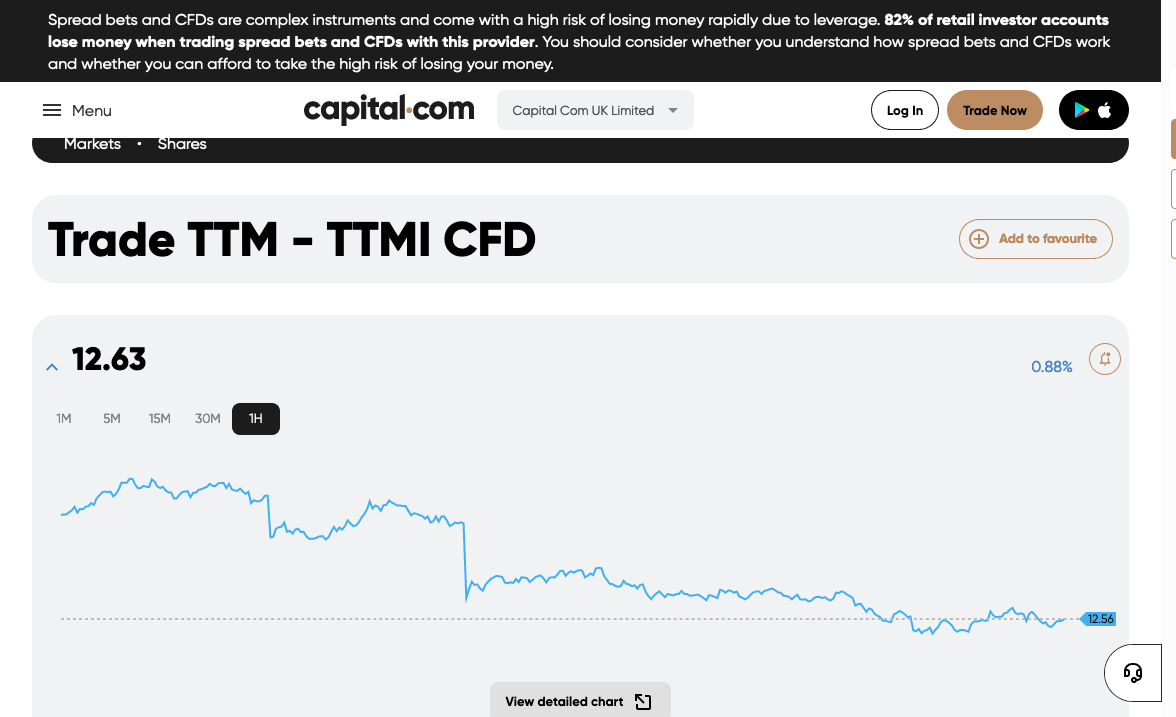 Spread bets and CFDs are complex instruments and come with a high risk of losing money rapidly due to leverage. 82% of retail investor accounts
lose money when trading spread bets and CFDs with this provider. You should consider whether you understand how spread bets and CFDs work
and whether you can afford to take the high risk of losing your money.
Menu
capital.com
Capital Com UK Limited
Log In
Trade Now
Markets • Shares
Trade TTM - TTMI CFD
Add to favourite
12.63
0.88%
1M 5M 15M 30M 1H
12.56
View detailed chart